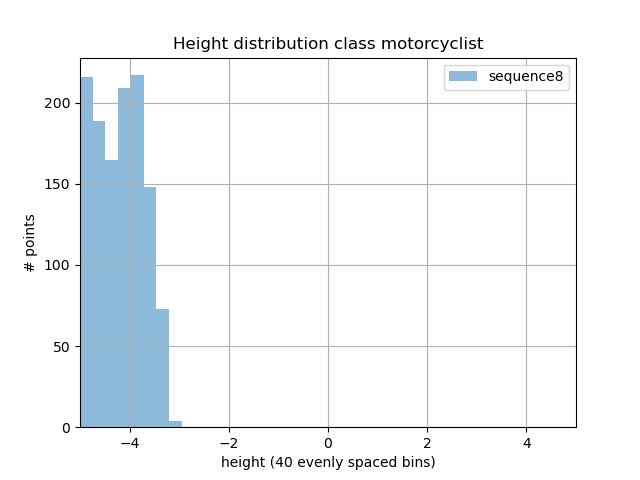 Height distribution class motorcyclist
sequence8
200
150
100
50
0
# points
−4
−2
0
2
4
height (40 evenly spaced bins)